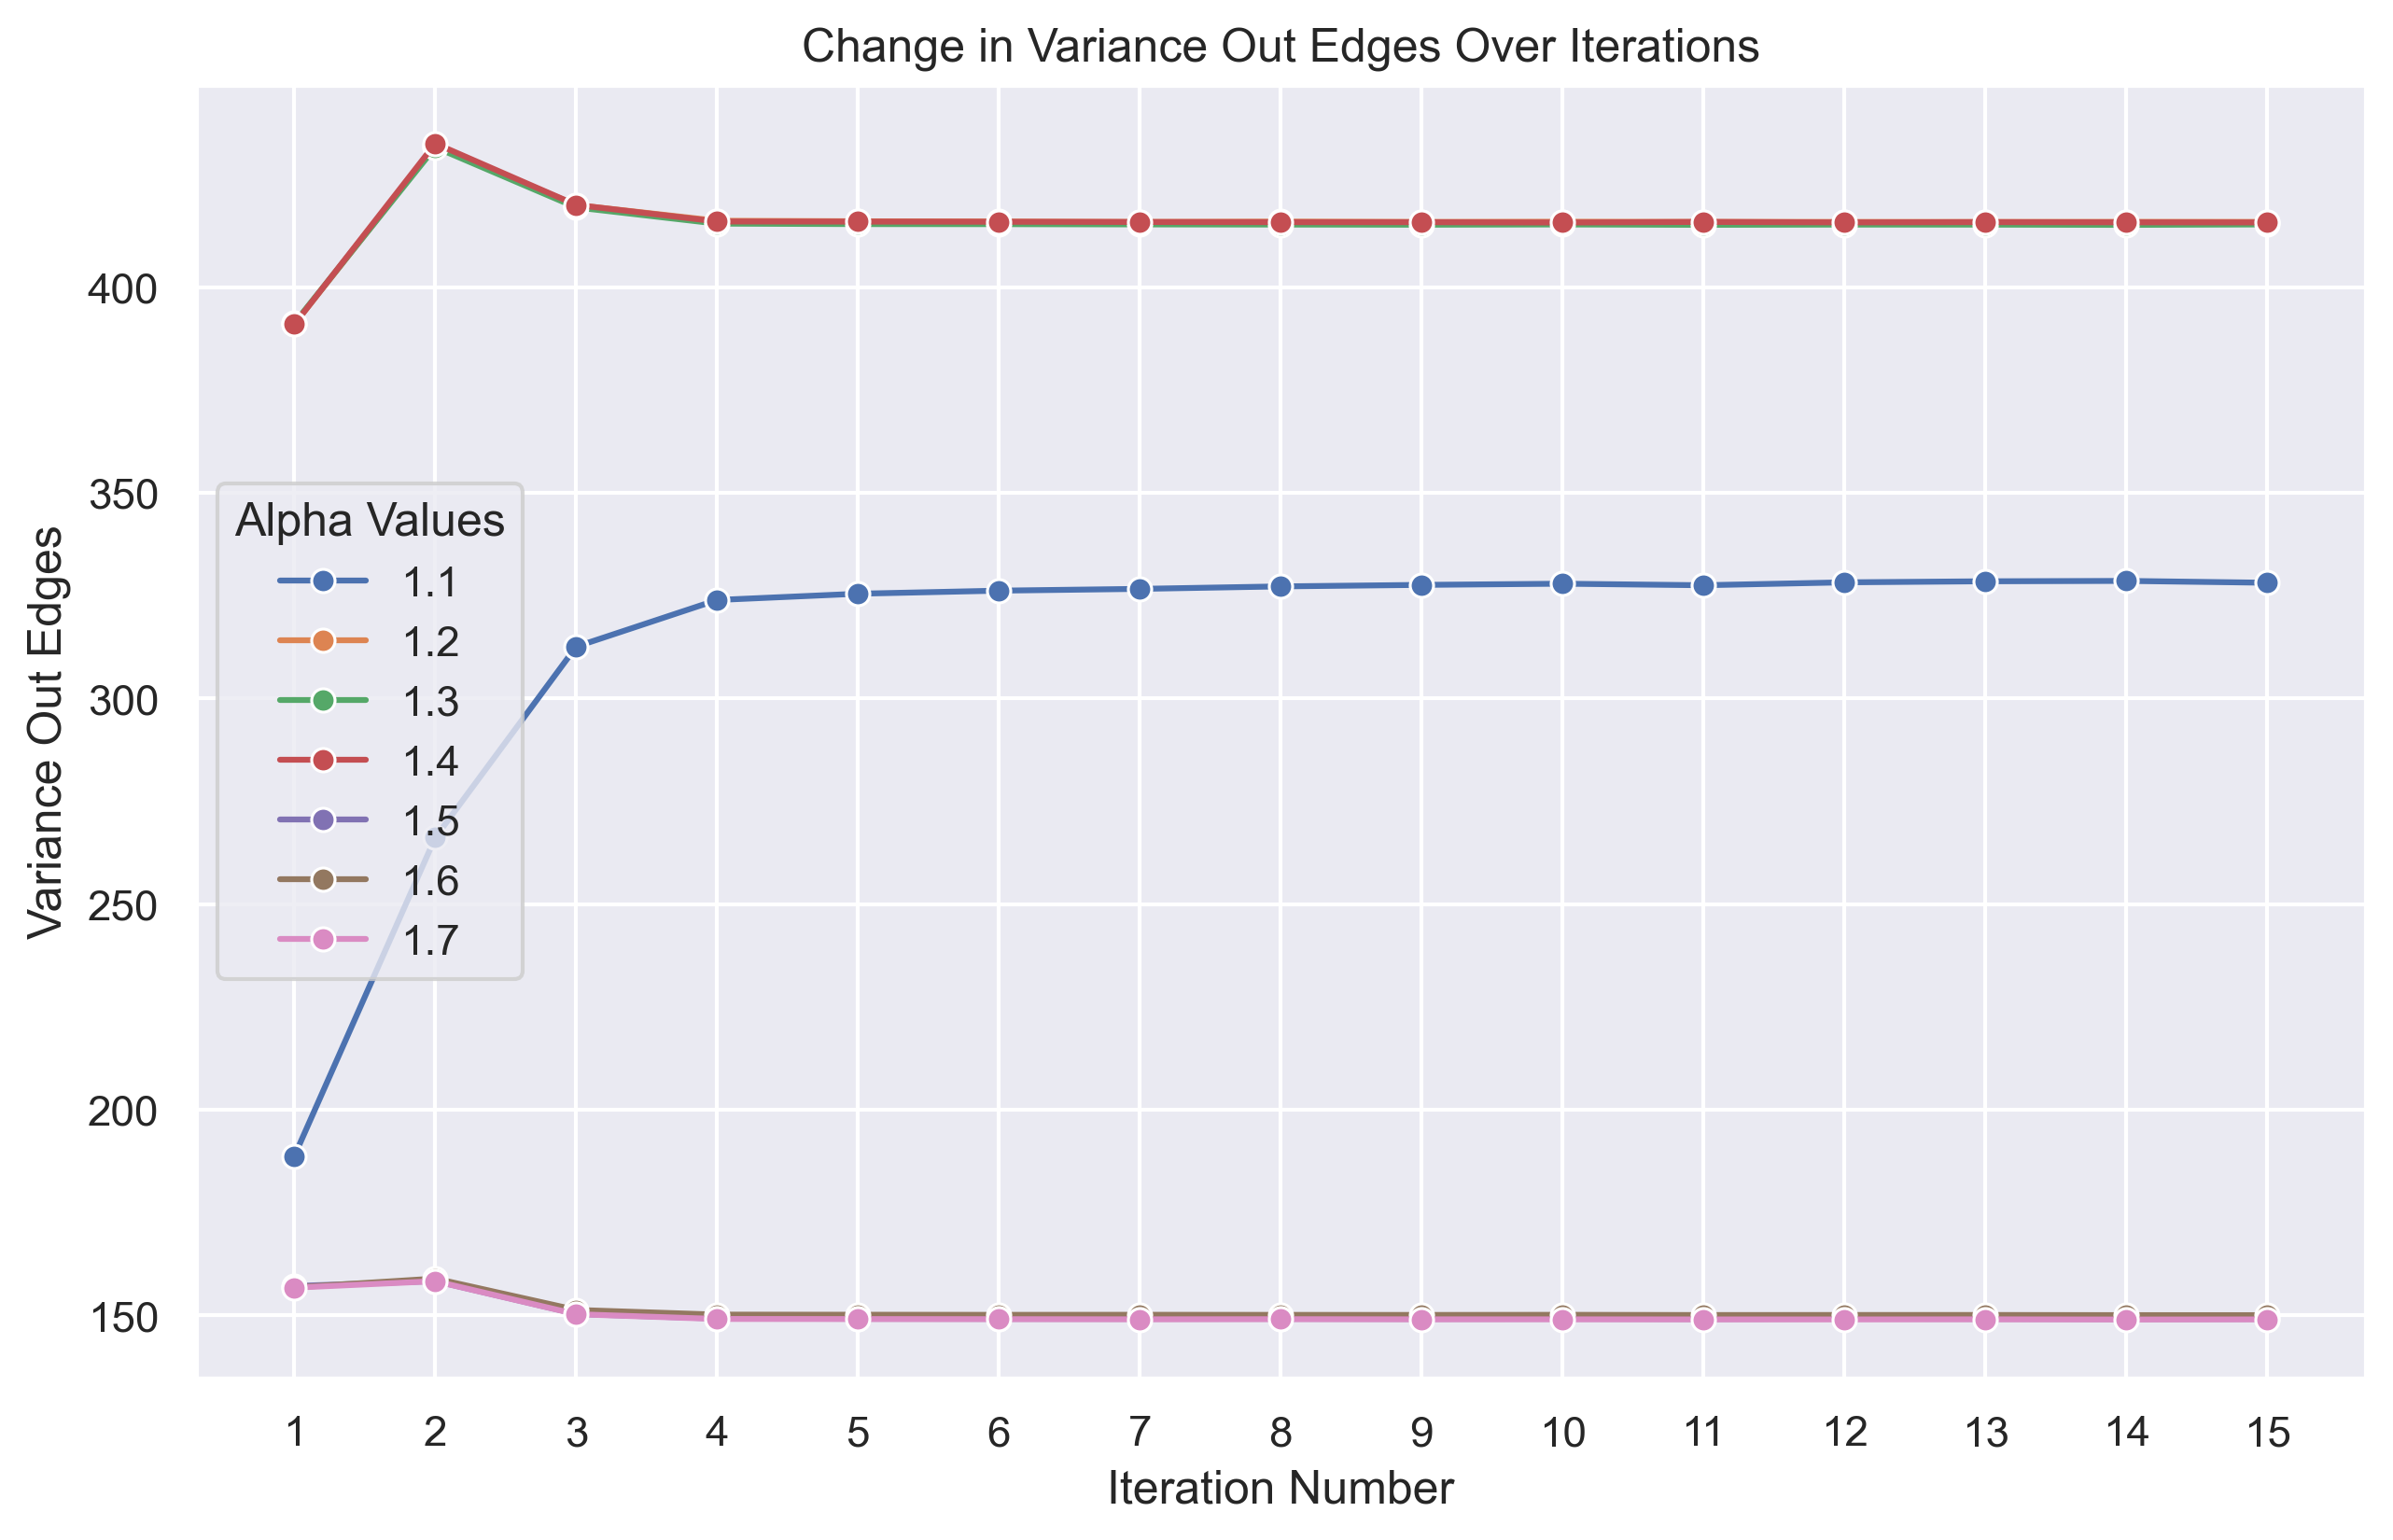 Change in Variance Out Edges Over Iterations
Variance Out Edges
400
350
300
250
200
150
Alpha Values
1.1
1.2
1.3
1.4
1.5
1.6
1.7
1 2 3 4 5 6 7 8 9 10 11 12 13 14 15
Iteration Number